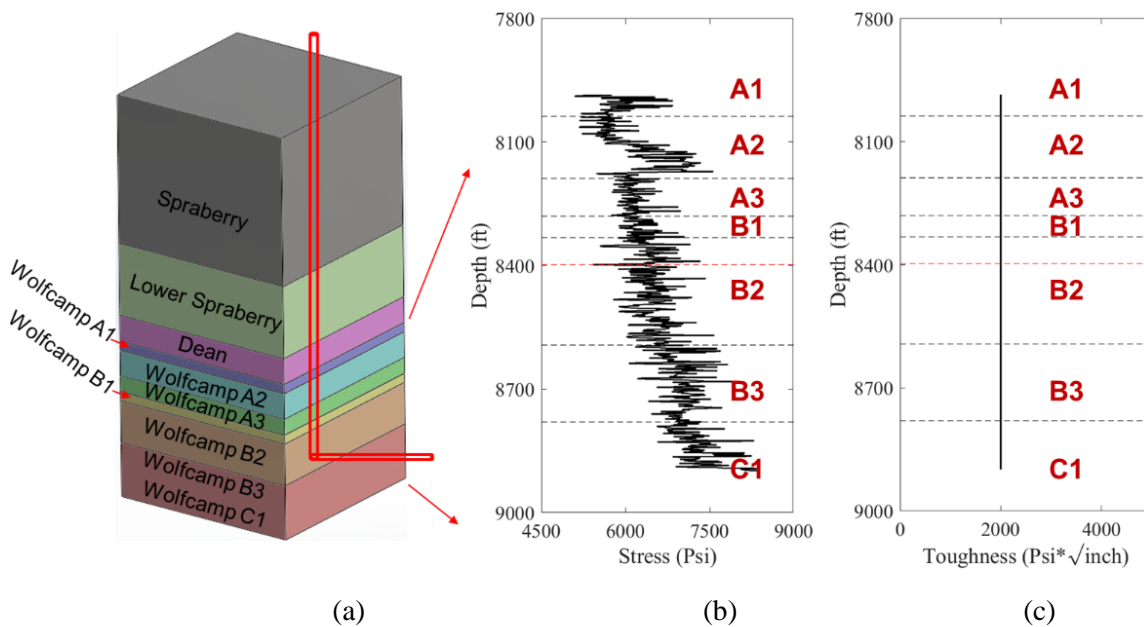 Spraberry
Lower Spraberry
Dean
Wolfcamp A1
Wolfcamp B1
Wolfcamp A2
Wolfcamp A3
Wolfcamp B2
Wolfcamp B3
Wolfcamp C1
(a)
7800
8100
8400
8700
9000
Depth (ft)
A1
A2
A3
B1
B2
B3
C1
4500 6000 7500 9000
Stress (Psi)
(b)
7800
8100
8400
8700
9000
Depth (ft)
A1
A2
A3
B1
B2
B3
C1
0 2000 4000
Toughness (Psi*√inch)
(c)